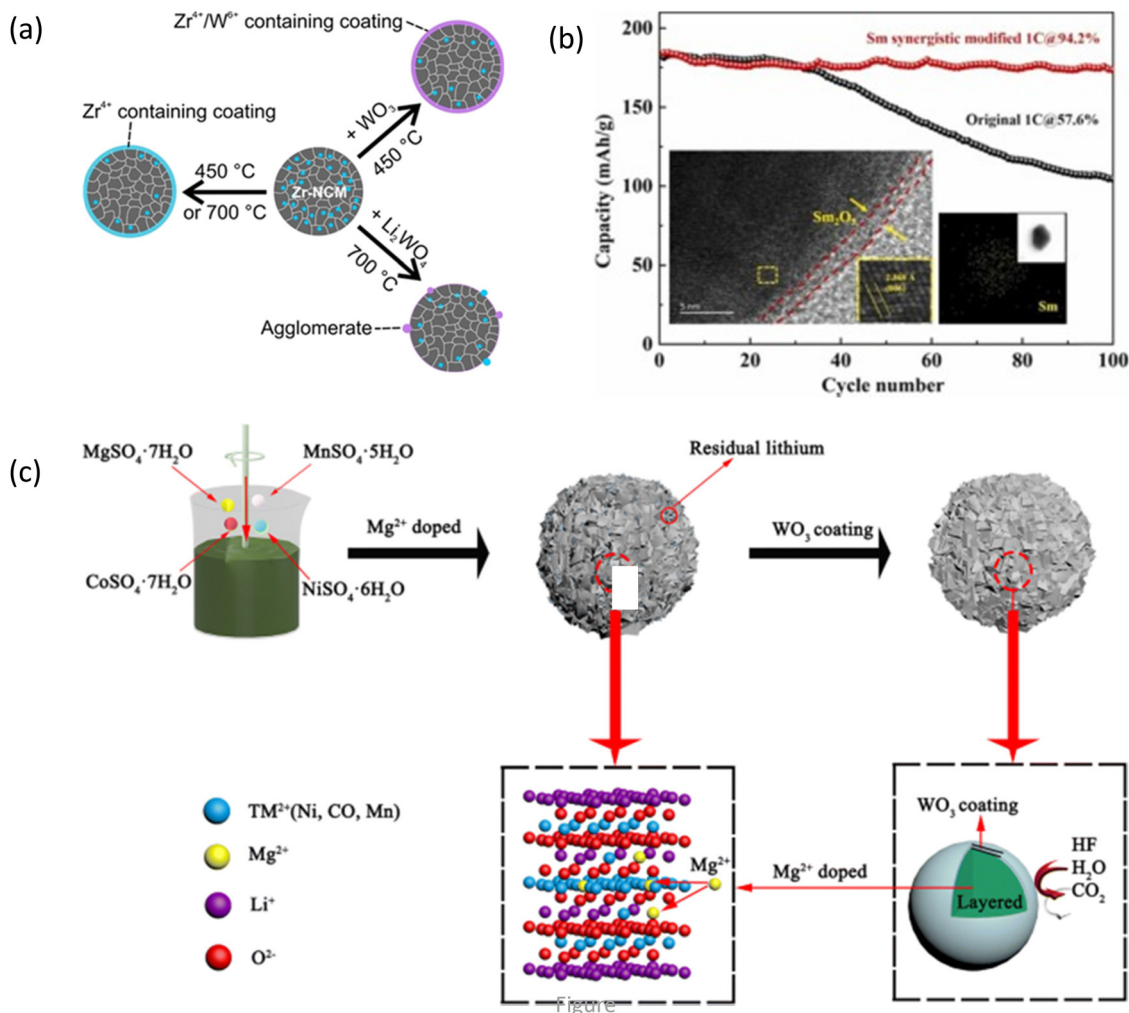 (a)
Zr⁴⁺/W⁶⁺ containing coating
Zr⁴⁺ containing coating
+ WO₃
450 °C
450 °C
or 700 °C
Zr-NCM
+ Li₂WO₄
700 °C
Agglomerate
(b)
200
150
100
50
0
Capacity (mAh/g)
Sm synergistic modified 1C@94.2%
Original 1C@57.6%
Sm₂O₃
5 nm
Sm
0
20
40
60
80
100
Cycle number
(c)
MgSO₄·7H₂O
MnSO₄·5H₂O
CoSO₄·7H₂O
NiSO₄·6H₂O
Mg²⁺ doped
Residual lithium
WO₃ coating
TM²⁺(Ni, CO, Mn)
Mg²⁺
Li⁺
O²⁻
Mg²⁺
Mg²⁺ doped
WO₃ coating
Layered
HF
H₂O
CO₂
Figure